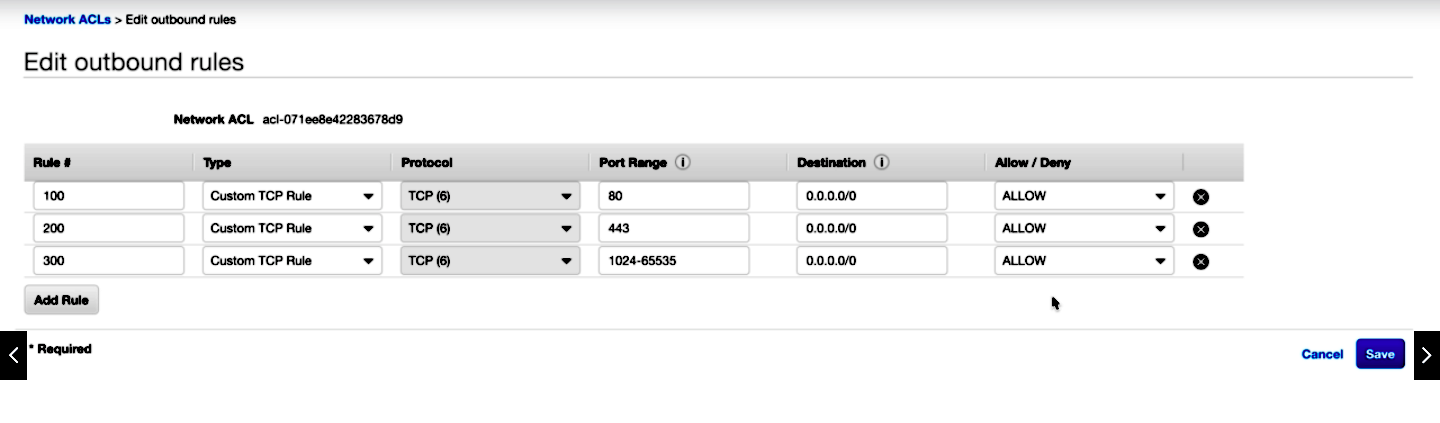 Network ACLs > Edit outbound rules
Edit outbound rules
Network ACL acl-071ee8e42283678d9
Rule # Type Protocol Port Range i Destination i Allow / Deny
100 Custom TCP Rule TCP (6) 80 0.0.0.0/0 ALLOW
200 Custom TCP Rule TCP (6) 443 0.0.0.0/0 ALLOW
300 Custom TCP Rule TCP (6) 1024-65535 0.0.0.0/0 ALLOW
Add Rule
* Required
Cancel Save